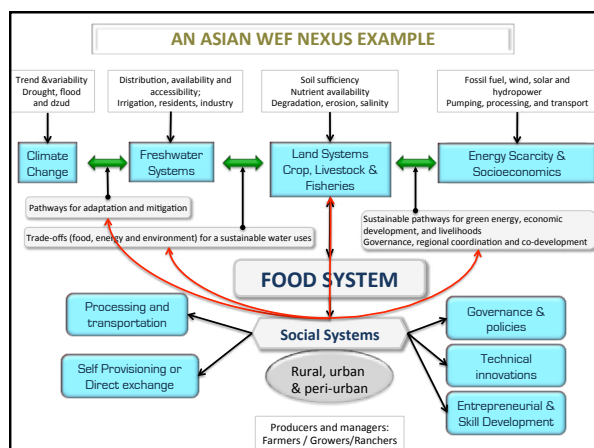 AN ASIAN WEF NEXUS EXAMPLE
Trend &variability
Drought, flood
and dzud
Distribution, availability and
accessibility;
Irrigation, residents, industry
Soil sufficiency
Nutrient availability
Degradation, erosion, salinity
Fossil fuel, wind, solar and
hydropower
Pumping, processing, and transport
Climate
Change
Freshwater
Systems
Land Systems
Crop, Livestock &
Fisheries
Energy Scarcity &
Socioeconomics
Pathways for adaptation and mitigation
Trade-offs (food, energy and environment) for a sustainable water uses
Sustainable pathways for green energy, economic
development, and livelihoods
Governance, regional coordination and co-development
FOOD SYSTEM
Processing and
transportation
Social Systems
Governance &
policies
Self Provisioning or
Direct exchange
Rural, urban
& peri-urban
Technical
innovations
Entrepreneurial &
Skill Development
Producers and managers:
Farmers / Growers/Ranchers